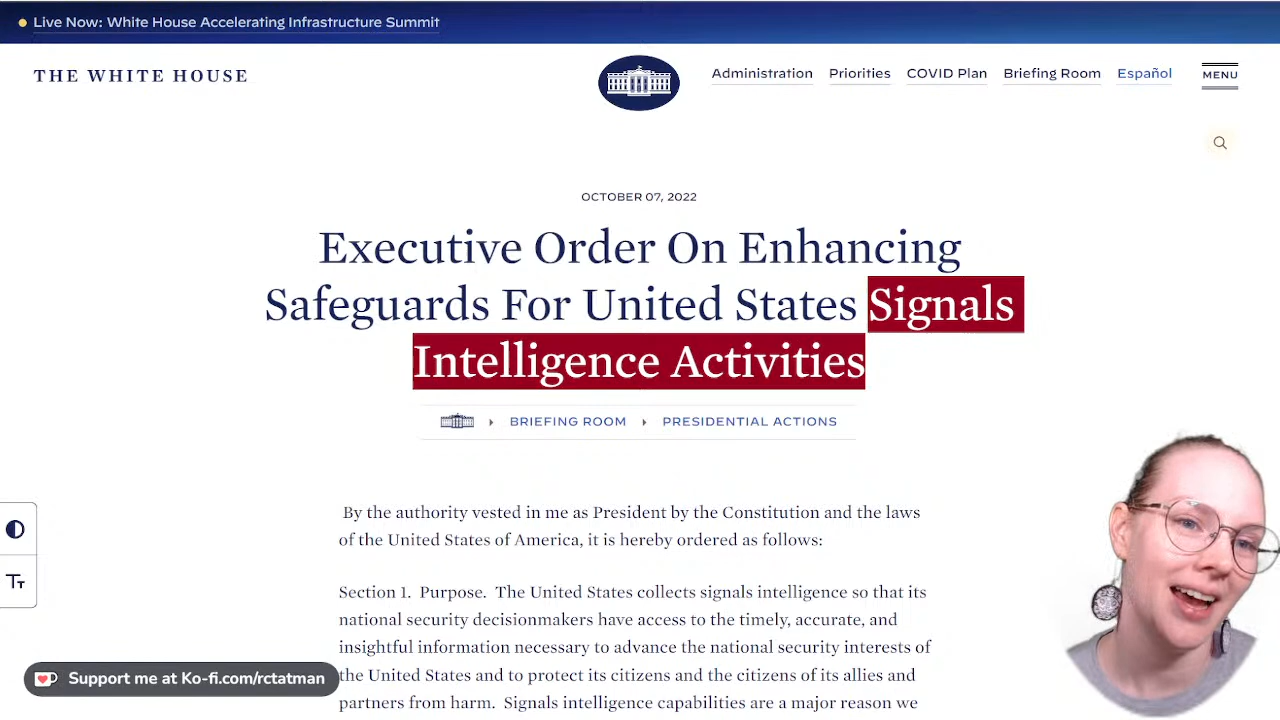 Live Now: White House Accelerating Infrastructure Summit
THE WHITE HOUSE
Administration Priorities COVID Plan Briefing Room Español MENU
OCTOBER 07, 2022
Executive Order On Enhancing
Safeguards For United States Signals
Intelligence Activities
BRIEFING ROOM PRESIDENTIAL ACTIONS
By the authority vested in me as President by the Constitution and the laws
of the United States of America, it is hereby ordered as follows:
Tт
Section 1. Purpose. The United States collects signals intelligence so that its
national security decisionmakers have access to the timely, accurate, and
insightful information necessary to advance the national security interests of
the United States and to protect its citizens and the citizens of its allies and
partners from harm. Signals intelligence capabilities are a major reason we
Support me at Ko-fi.com/rctatman